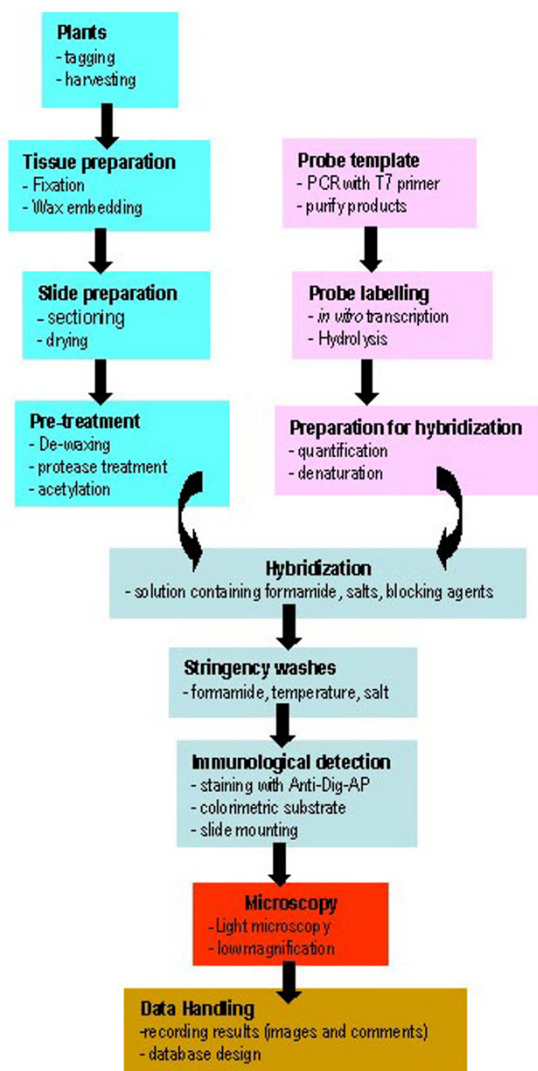 Plants
- tagging
- harvesting
Tissue preparation
- Fixation
- Wax embedding
Slide preparation
- sectioning
- drying
Pre-treatment
- De-waxing
- protease treatment
- acetylation
Probe template
- PCR with T7 primer
- purify products
Probe labelling
- in vitro transcription
- Hydrolysis
Preparation for hybridization
- quantification
- denaturation
Hybridization
- solution containing formamide, salts, blocking agents
Stringency washes
- formamide, temperature, salt
Immunological detection
- staining with Anti-Dig-AP
- colorimetric substrate
- slide mounting
Microscopy
-Light microscopy
- low magnification
Data Handling
-recording results (images and comments)
- database design